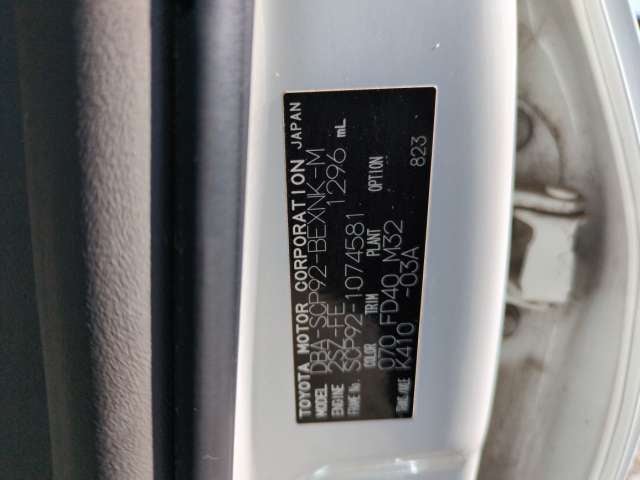 TOYOTA MOTOR CORPORATION JAPAN
MODEL DBA-SCP92-BEXNK-M
ENGINE 2SZ-FE 1296 mL
FRAME No. SCP92-1074581
COLOR TRIM PLANT OPTION
070 FD40 M32 823
TRANS./AXLE K410 -03A